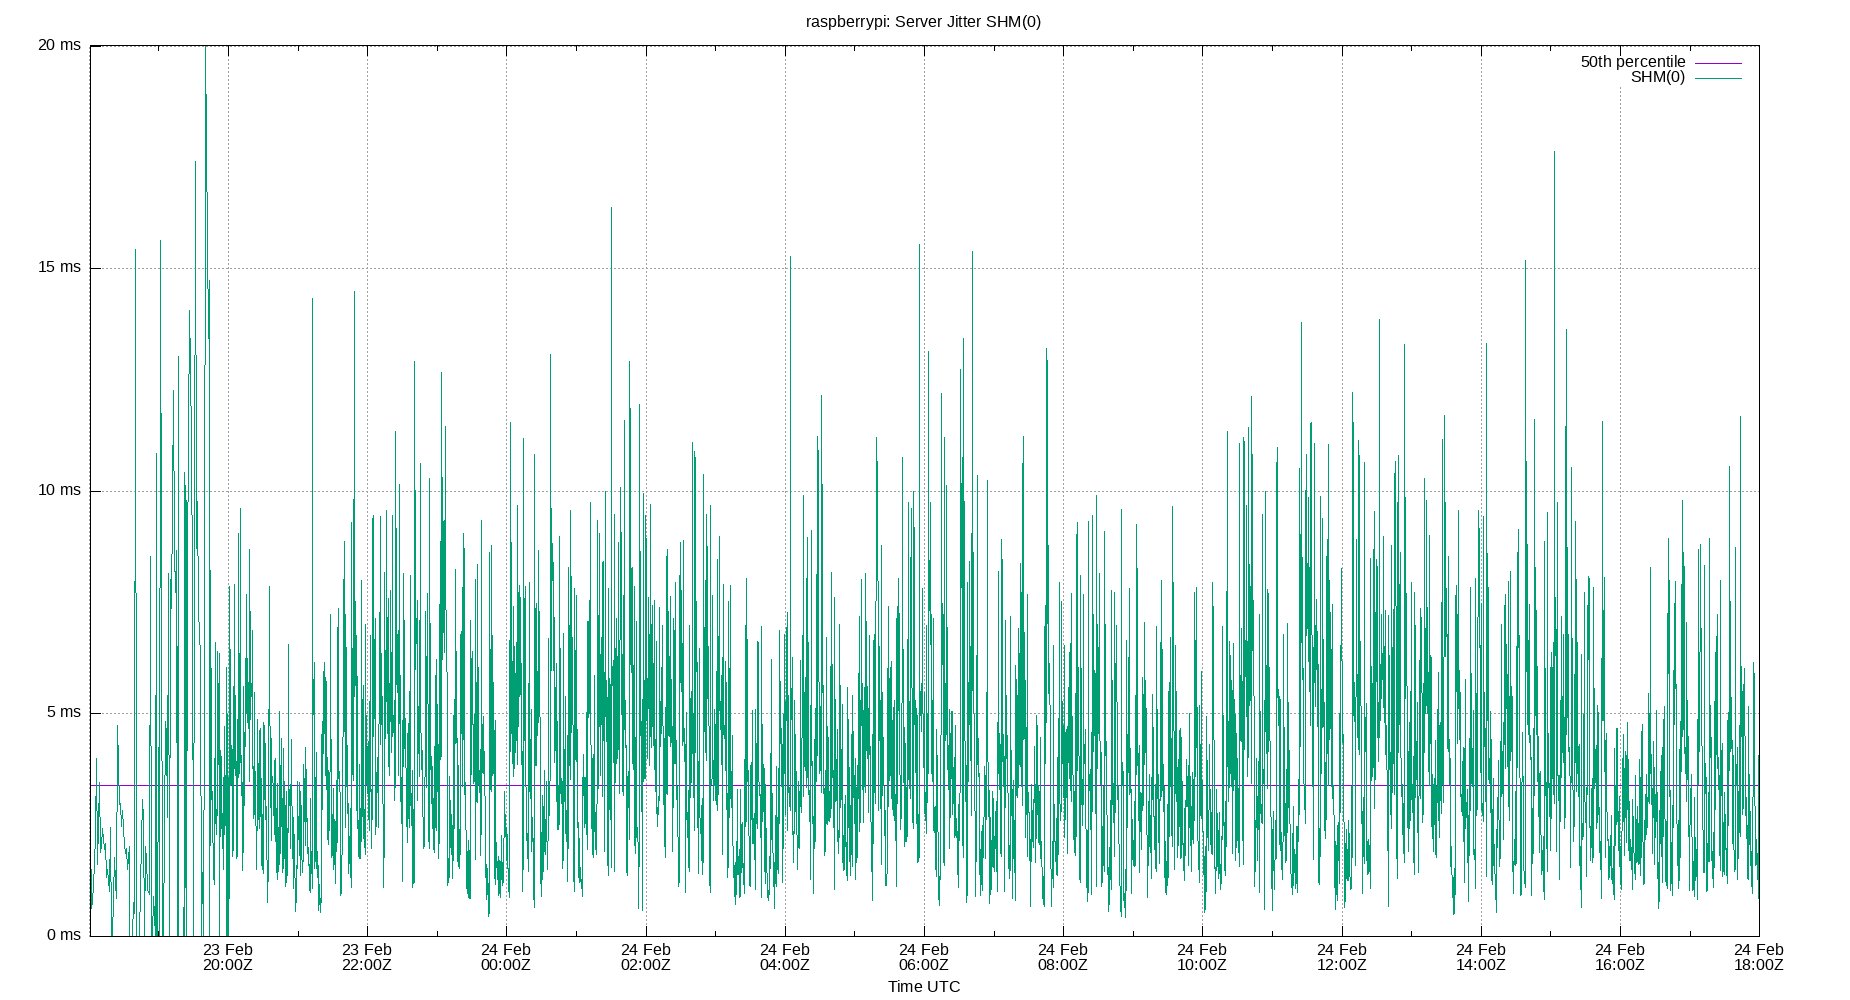 raspberrypi: Server Jitter SHM(0)
20 ms
50th percentile
SHM(0)
15 ms
10 ms
5 ms
0 ms
23 Feb 23 Feb 24 Feb 24 Feb 24 Feb 24 Feb 24 Feb 24 Feb 24 Feb 24 Feb 24 Feb 24 Feb
20:00Z 22:00Z 00:00Z 02:00Z 04:00Z 06:00Z 08:00Z 10:00Z 12:00Z 14:00Z 16:00Z 18:00Z
Time UTC